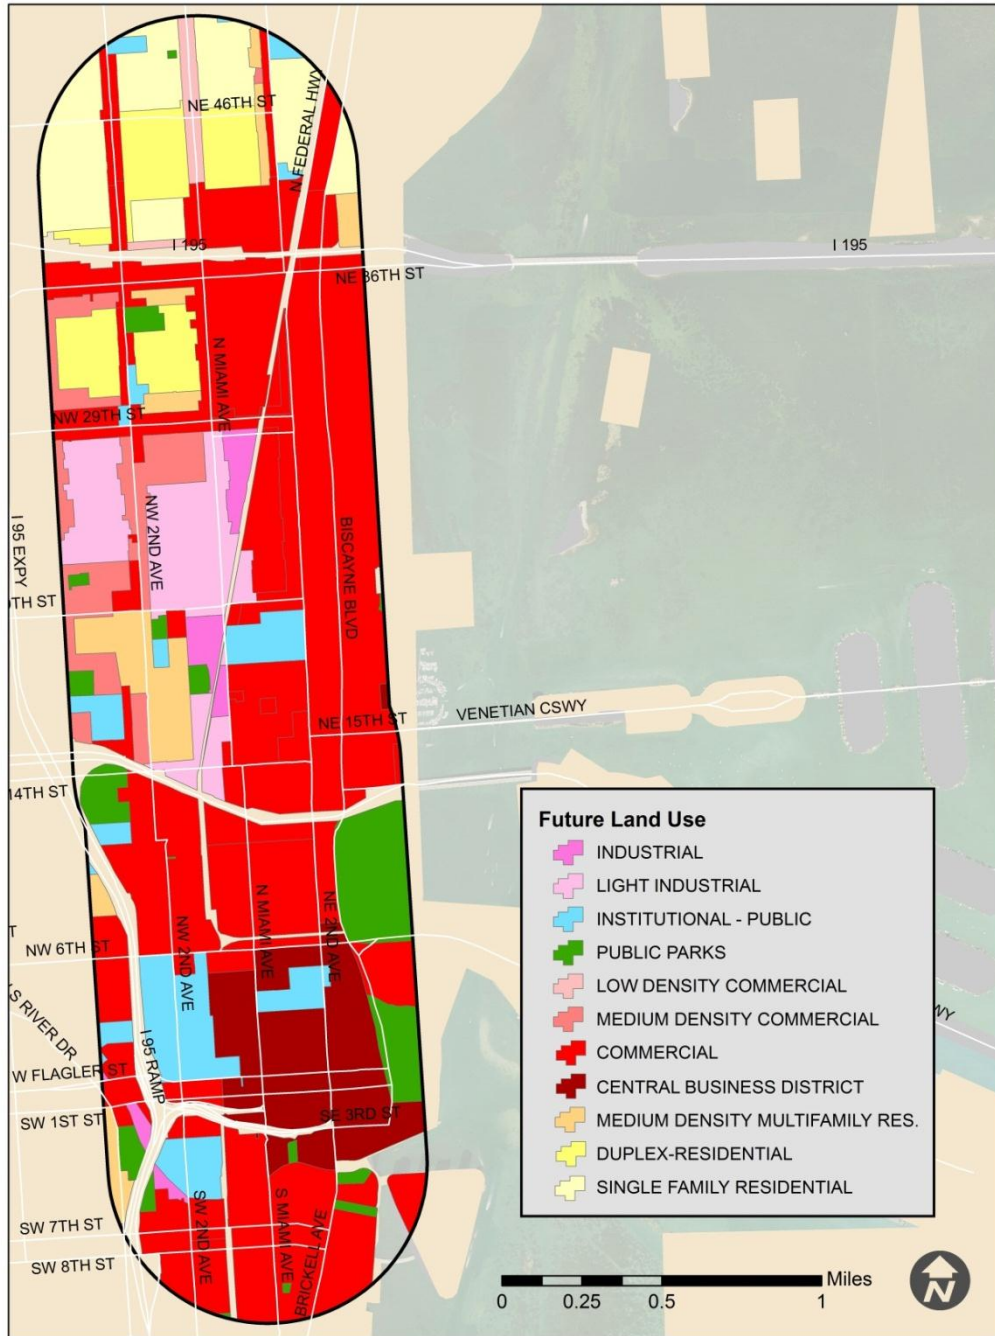 NE 46TH ST
N FEDERAL HWY
I 195
I 195
NE 36TH ST
N MIAMI AVE
NW 29TH ST
I 95 EXPY
NW 2ND AVE
BISCAYNE BLVD
0TH ST
NE 15TH ST
VENETIAN CSWY
14TH ST
Future Land Use
INDUSTRIAL
LIGHT INDUSTRIAL
INSTITUTIONAL - PUBLIC
PUBLIC PARKS
LOW DENSITY COMMERCIAL
MEDIUM DENSITY COMMERCIAL
COMMERCIAL
CENTRAL BUSINESS DISTRICT
MEDIUM DENSITY MULTIFAMILY RES.
DUPLEX-RESIDENTIAL
SINGLE FAMILY RESIDENTIAL
NW 2ND AVE
N MIAMI AVE
NE 2ND AVE
T
NW 6TH ST
S RIVER DR
WY
I 95 RAMP
W FLAGLER ST
SW 1ST ST
SE 3RD ST
SW 2ND AVE
S MIAMI AVE
BRICKELL AVE
SW 7TH ST
SW 8TH ST
Miles
0 0.25 0.5 1
N